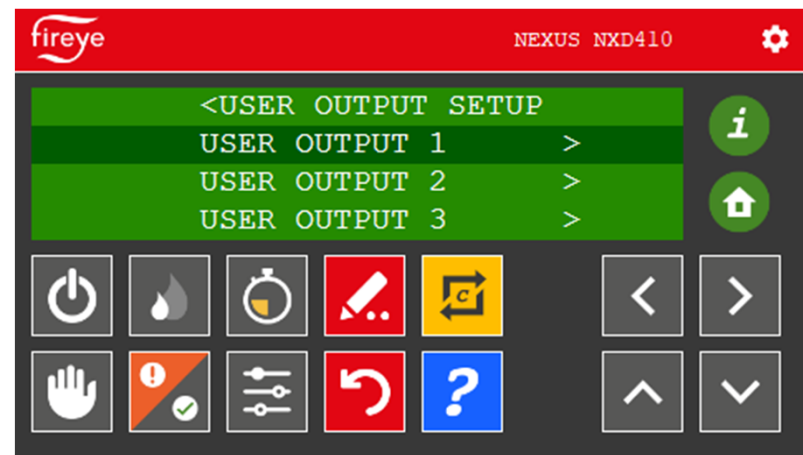 fireye
NEXUS NXD410
i
<USER OUTPUT SETUP
USER OUTPUT 1 >
USER OUTPUT 2 >
USER OUTPUT 3 >
C
< >
!
?